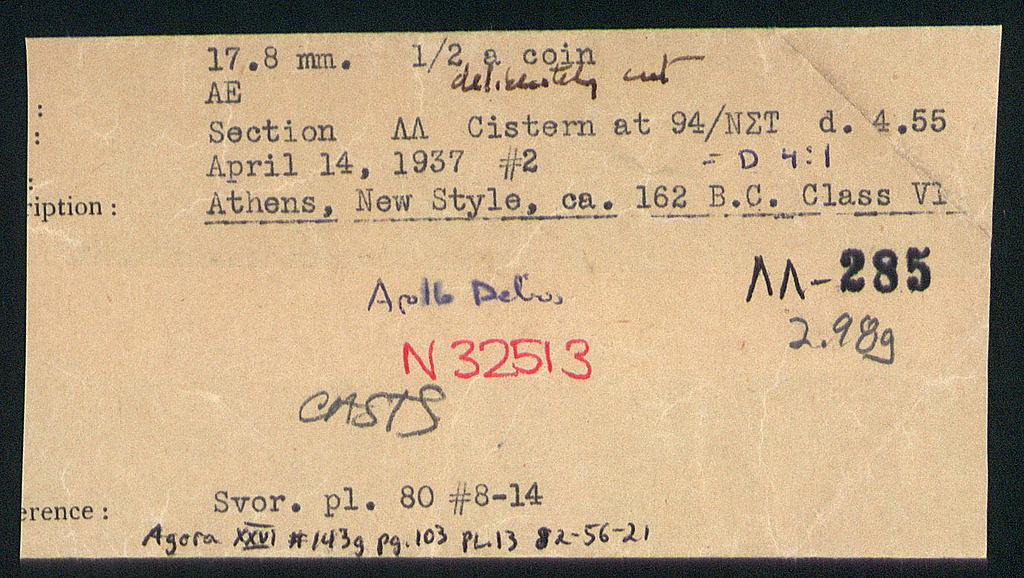 17.8 mm. 1/2 a coin
deliberately cut
: AE
: Section ΛΛ Cistern at 94/ΝΣΤ d. 4.55
April 14, 1937 #2 = D 4:1
ription : Athens, New Style, ca. 162 B.C. Class VI
ΛΛ-285
Apollo Delios
2.98g
N 32513
CASTS
erence : Svor. pl. 80 #8-14
Agora XXVI #143g pg.103 PL.13 82-56-21